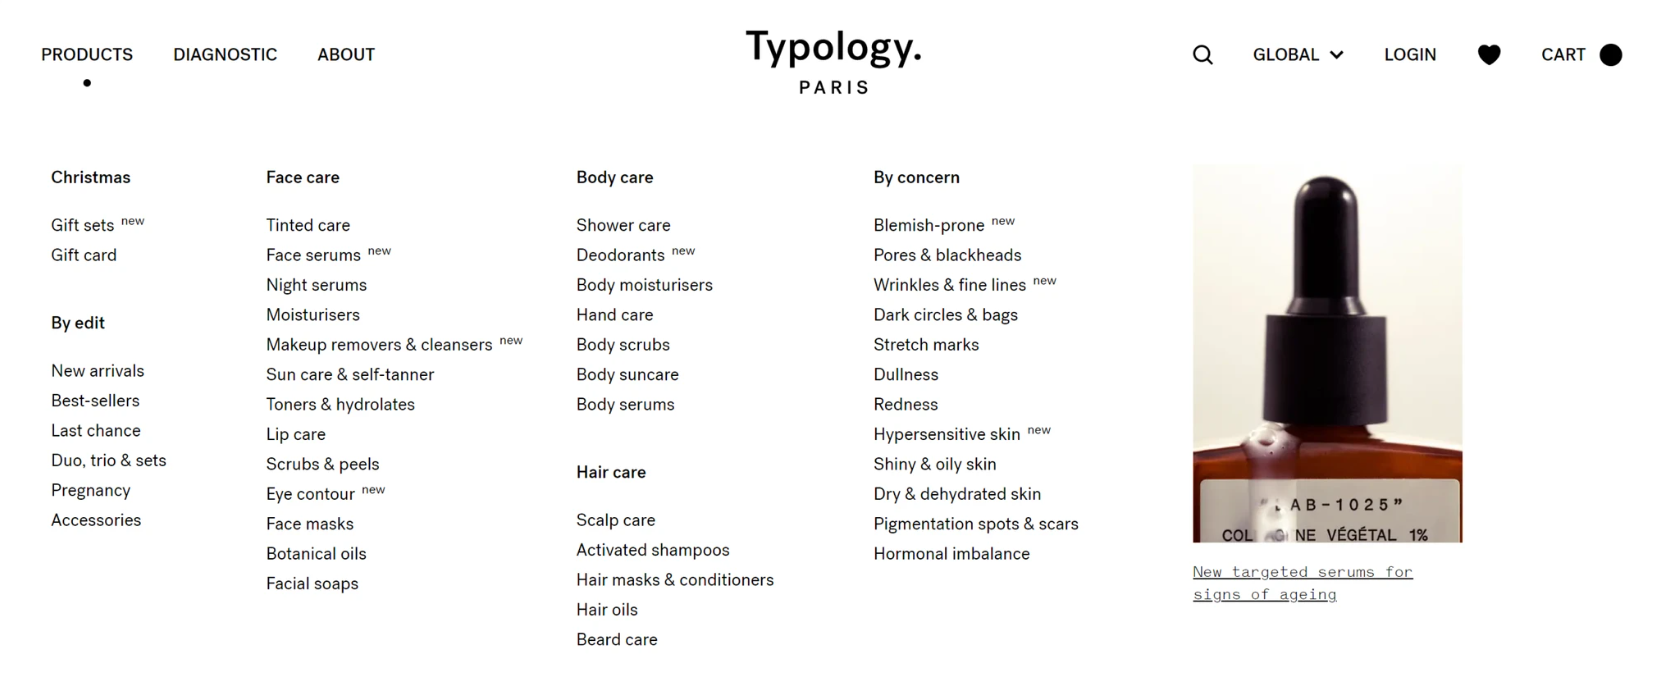 PRODUCTS DIAGNOSTIC ABOUT
Typology.
PARIS
GLOBAL LOGIN CART
Christmas
Gift sets new
Gift card
By edit
New arrivals
Best-sellers
Last chance
Duo, trio & sets
Pregnancy
Accessories
Face care
Tinted care
Face serums new
Night serums
Moisturisers
Makeup removers & cleansers new
Sun care & self-tanner
Toners & hydrolates
Lip care
Scrubs & peels
Eye contour new
Face masks
Botanical oils
Facial soaps
Body care
Shower care
Deodorants new
Body moisturisers
Hand care
Body scrubs
Body suncare
Body serums
Hair care
Scalp care
Activated shampoos
Hair masks & conditioners
Hair oils
Beard care
By concern
Blemish-prone new
Pores & blackheads
Wrinkles & fine lines new
Dark circles & bags
Stretch marks
Dullness
Redness
Hypersensitive skin new
Shiny & oily skin
Dry & dehydrated skin
Pigmentation spots & scars
Hormonal imbalance
VÉGÉTAL 1%
New targeted serums for
signs of ageing